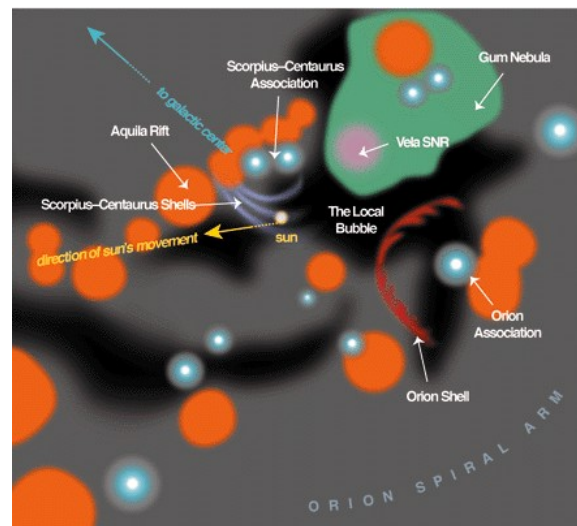 Scorpius–Centaurus
Association
Gum Nebula
to galactic center
Aquila Rift
Vela SNR
Scorpius–Centaurus Shells
The Local
Bubble
direction of sun's movement
sun
Orion
Association
Orion Shell
ORION SPIRAL ARM